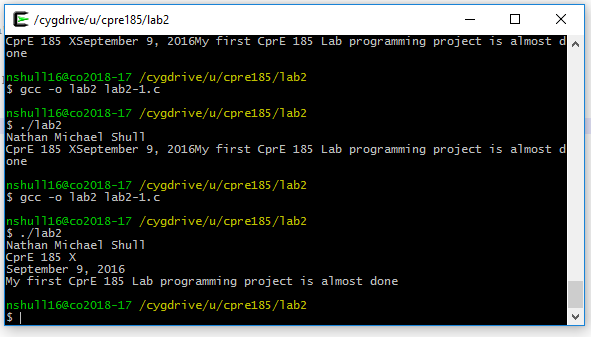 /cygdrive/u/cpre185/lab2
CprE 185 XSeptember 9, 2016My first CprE 185 Lab programming project is almost d
one
nshull16@co2018-17 /cygdrive/u/cpre185/lab2
$ gcc -o lab2 lab2-1.c
nshull16@co2018-17 /cygdrive/u/cpre185/lab2
$ ./lab2
Nathan Michael Shull
CprE 185 XSeptember 9, 2016My first CprE 185 Lab programming project is almost d
one
nshull16@co2018-17 /cygdrive/u/cpre185/lab2
$ gcc -o lab2 lab2-1.c
nshull16@co2018-17 /cygdrive/u/cpre185/lab2
$ ./lab2
Nathan Michael Shull
CprE 185 X
September 9, 2016
My first CprE 185 Lab programming project is almost done
nshull16@co2018-17 /cygdrive/u/cpre185/lab2
$